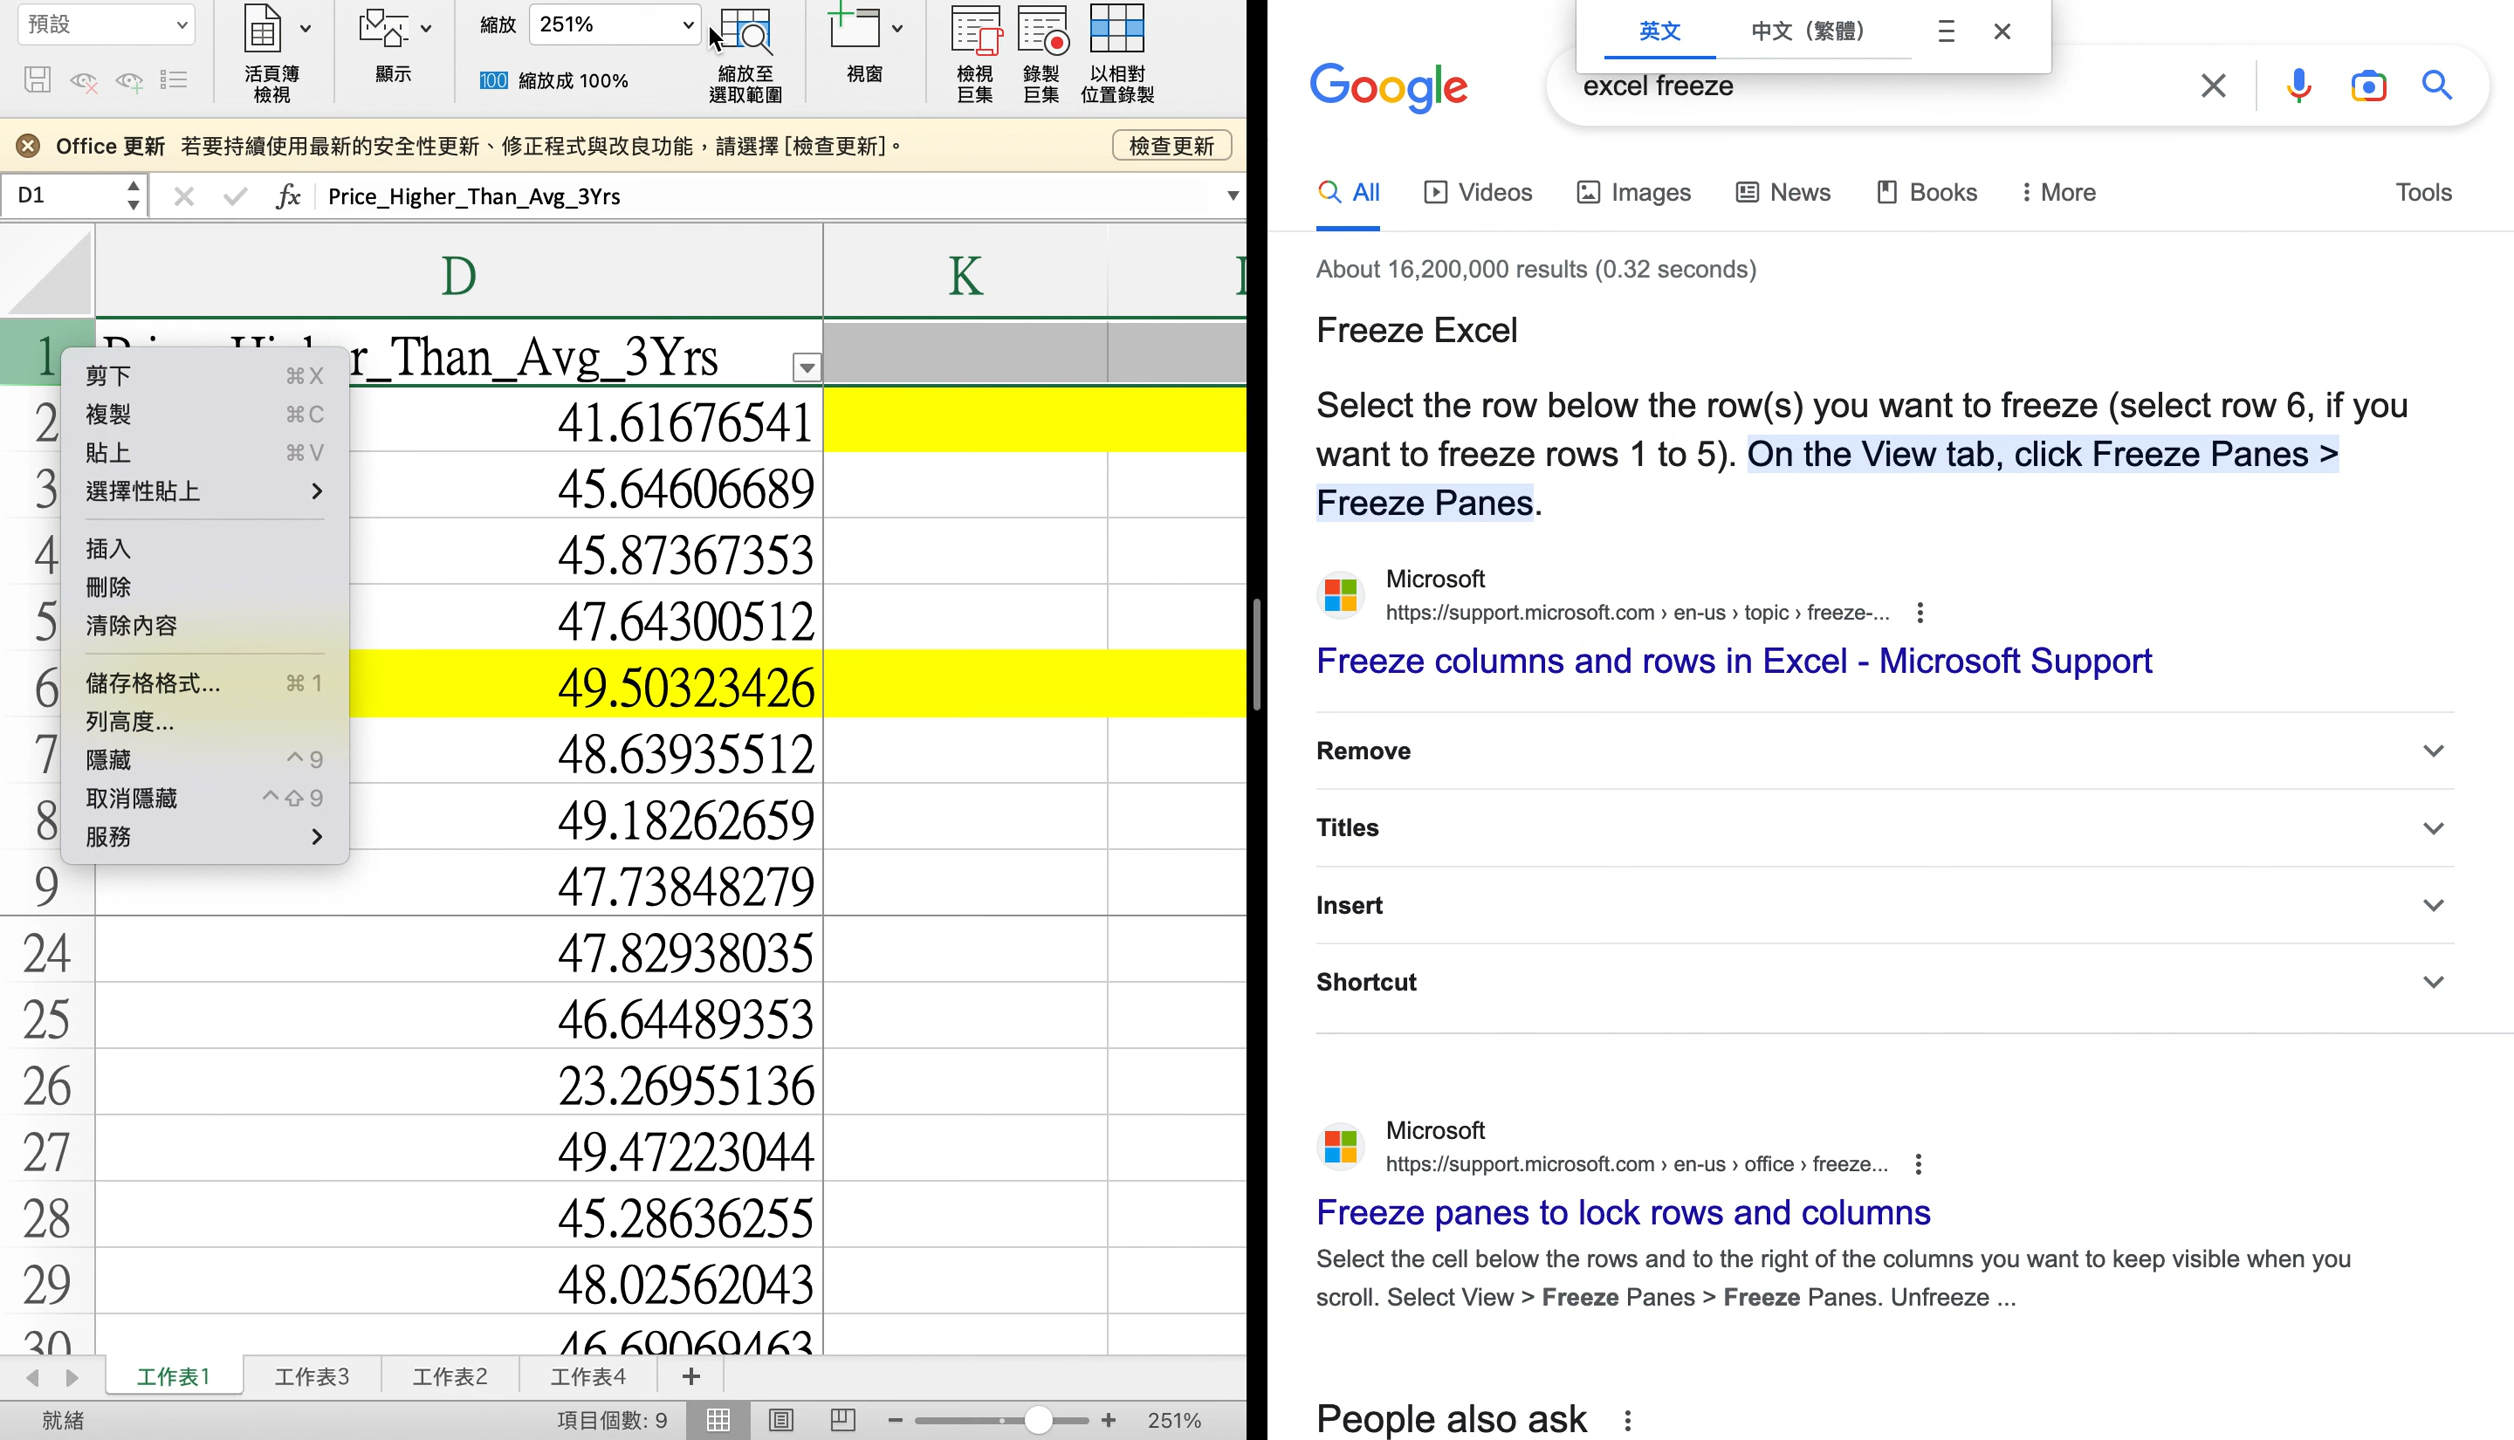 預設
活頁簿
檢視
顯示
縮放
251%
100
縮放成 100%
縮放至
選取範圍
視窗
檢視
巨集
錄製
巨集
以相對
位置錄製
Office 更新 若要持續使用最新的安全性更新、修正程式與改良功能，請選擇 [檢查更新]。
檢查更新
D1
fx
Price_Higher_Than_Avg_3Yrs
D
K
1
r_Than_Avg_3Yrs
2
41.61676541
3
45.64606689
4
45.87367353
5
47.64300512
6
49.50323426
7
48.63935512
8
49.18262659
9
47.73848279
24
47.82938035
25
46.64489353
26
23.26955136
27
49.47223044
28
45.28636255
29
48.02562043
30
46.69069463
剪下 ⌘X
複製 ⌘C
貼上 ⌘V
選擇性貼上
插入
刪除
清除內容
儲存格格式... ⌘1
列高度...
隱藏 ^9
取消隱藏 ^⇧9
服務
工作表1
工作表3
工作表2
工作表4
+
就緒
項目個數: 9
251%
英文
中文（繁體）
Google
excel freeze
All
Videos
Images
News
Books
More
Tools
About 16,200,000 results (0.32 seconds)
Freeze Excel
Select the row below the row(s) you want to freeze (select row 6, if you
want to freeze rows 1 to 5). On the View tab, click Freeze Panes >
Freeze Panes.
Microsoft
https://support.microsoft.com › en-us › topic › freeze-...
Freeze columns and rows in Excel - Microsoft Support
Remove
Titles
Insert
Shortcut
Microsoft
https://support.microsoft.com › en-us › office › freeze...
Freeze panes to lock rows and columns
Select the cell below the rows and to the right of the columns you want to keep visible when you
scroll. Select View > Freeze Panes > Freeze Panes. Unfreeze ...
People also ask